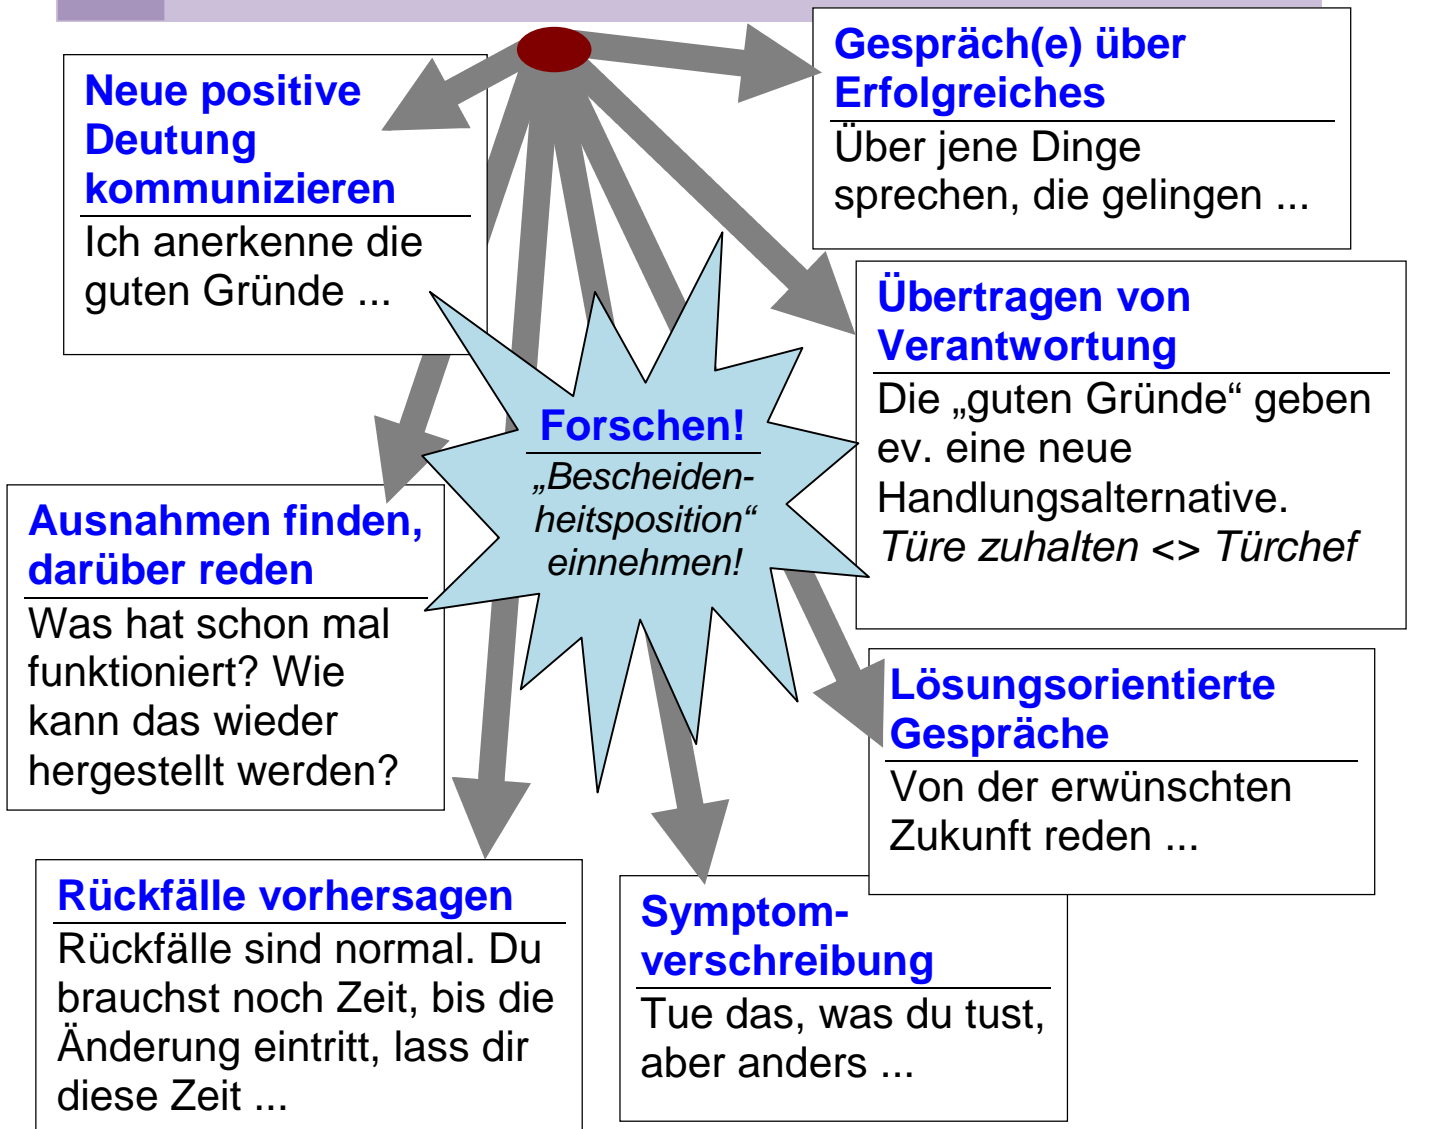 Neue positive
Deutung
kommunizieren
Ich anerkenne die
guten Gründe ...
Gespräch(e) über
Erfolgreiches
Über jene Dinge
sprechen, die gelingen ...
Übertragen von
Verantwortung
Die „guten Gründe“ geben
ev. eine neue
Handlungsalternative.
Türe zuhalten <> Türchef
Forschen!
„Bescheiden-
heitsposition“
einnehmen!
Ausnahmen finden,
darüber reden
Was hat schon mal
funktioniert? Wie
kann das wieder
hergestellt werden?
Lösungsorientierte
Gespräche
Von der erwünschten
Zukunft reden ...
Rückfälle vorhersagen
Rückfälle sind normal. Du
brauchst noch Zeit, bis die
Änderung eintritt, lass dir
diese Zeit ...
Symptom-
verschreibung
Tue das, was du tust,
aber anders ...